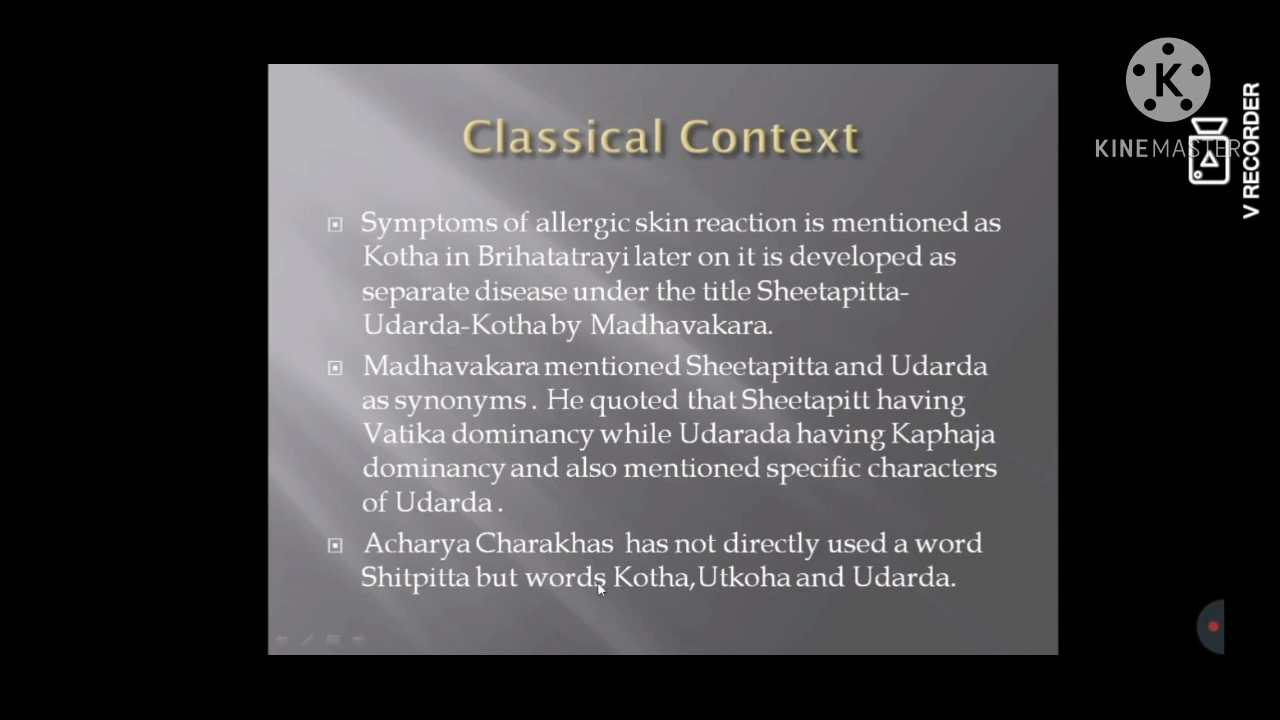 Classical Context
Symptoms of allergic skin reaction is mentioned as
Kotha in Brihatatrayi later on it is developed as
separate disease under the title Sheetapitta-
Udarda-Kotha by Madhavakara.
Madhavakara mentioned Sheetapitta and Udarda
as synonyms . He quoted that Sheetapitt having
Vatika dominancy while Udarada having Kaphaja
dominancy and also mentioned specific characters
of Udarda .
Acharya Charakhas has not directly used a word
Shitpitta but words Kotha,Utkoha and Udarda.
K
KINEMASTER
V RECORDER